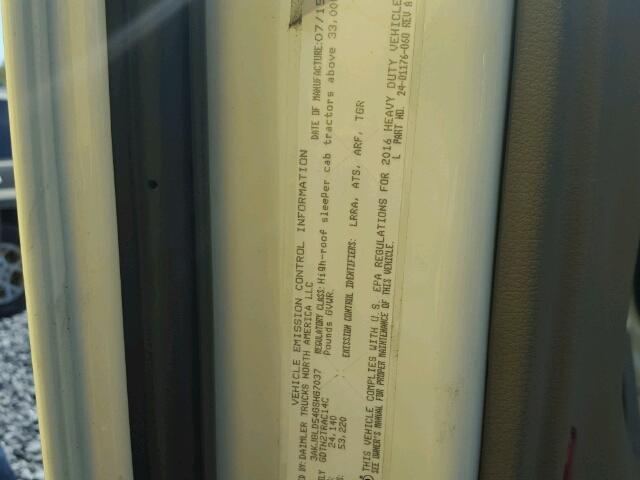 VEHICLE EMISSION CONTROL INFORMATION
ED BY: DAIMLER TRUCKS NORTH AMERICA LLC
DATE OF MANUFACTURE: 07/15
REGULATORY CLASS: High-roof sleeper cab tractors above 33,00
Pounds GVWR.
GDTN2TRAC14C
24,140
53,220
EMISSION CONTROL IDENTIFIERS: LRRA, ATS, ARF, TGR
THIS VEHICLE COMPLIES WITH U.S. EPA REGULATIONS FOR 2016 HEAVY DUTY VEHICLE
SEE OWNER'S MANUAL FOR PROPER MAINTENANCE OF THIS VEHICLE.
L PART NO. 24-01176-060 REV A